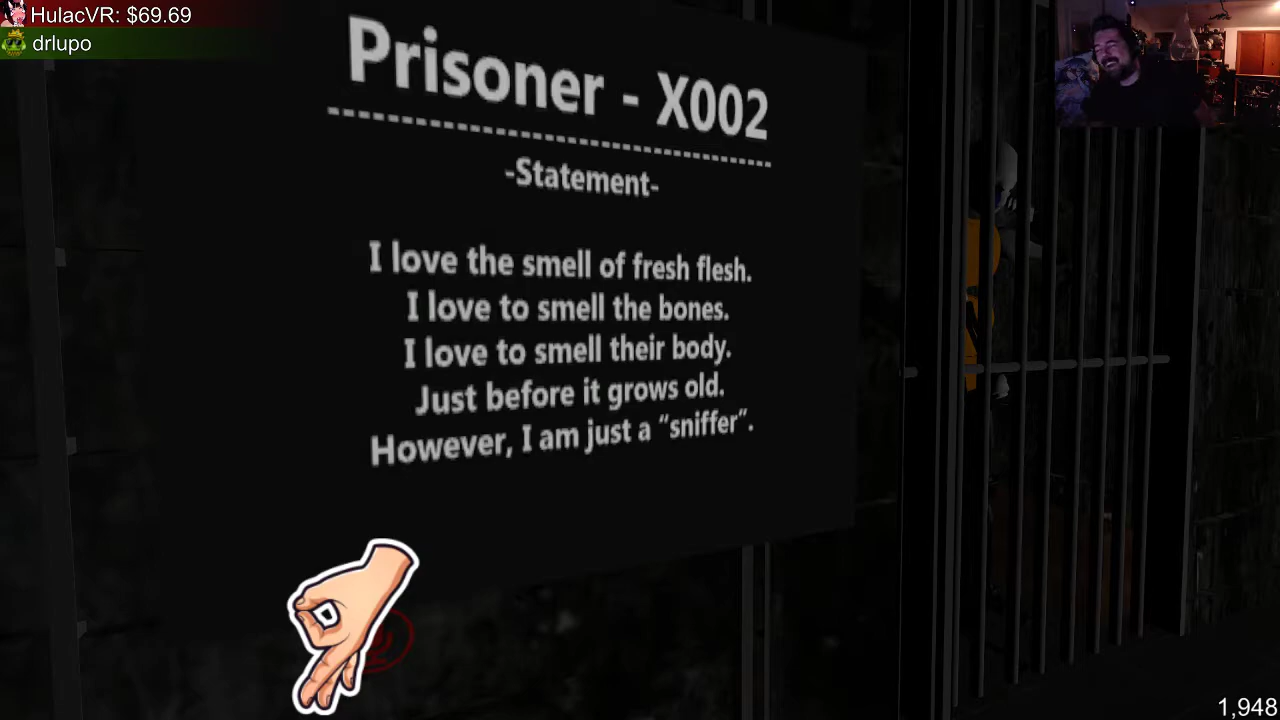 HulacVR: $69.69
drlupo
Prisoner - X002
-Statement-
I love the smell of fresh flesh.
I love to smell the bones.
I love to smell their body.
Just before it grows old.
However, I am just a “sniffer”.
1,948